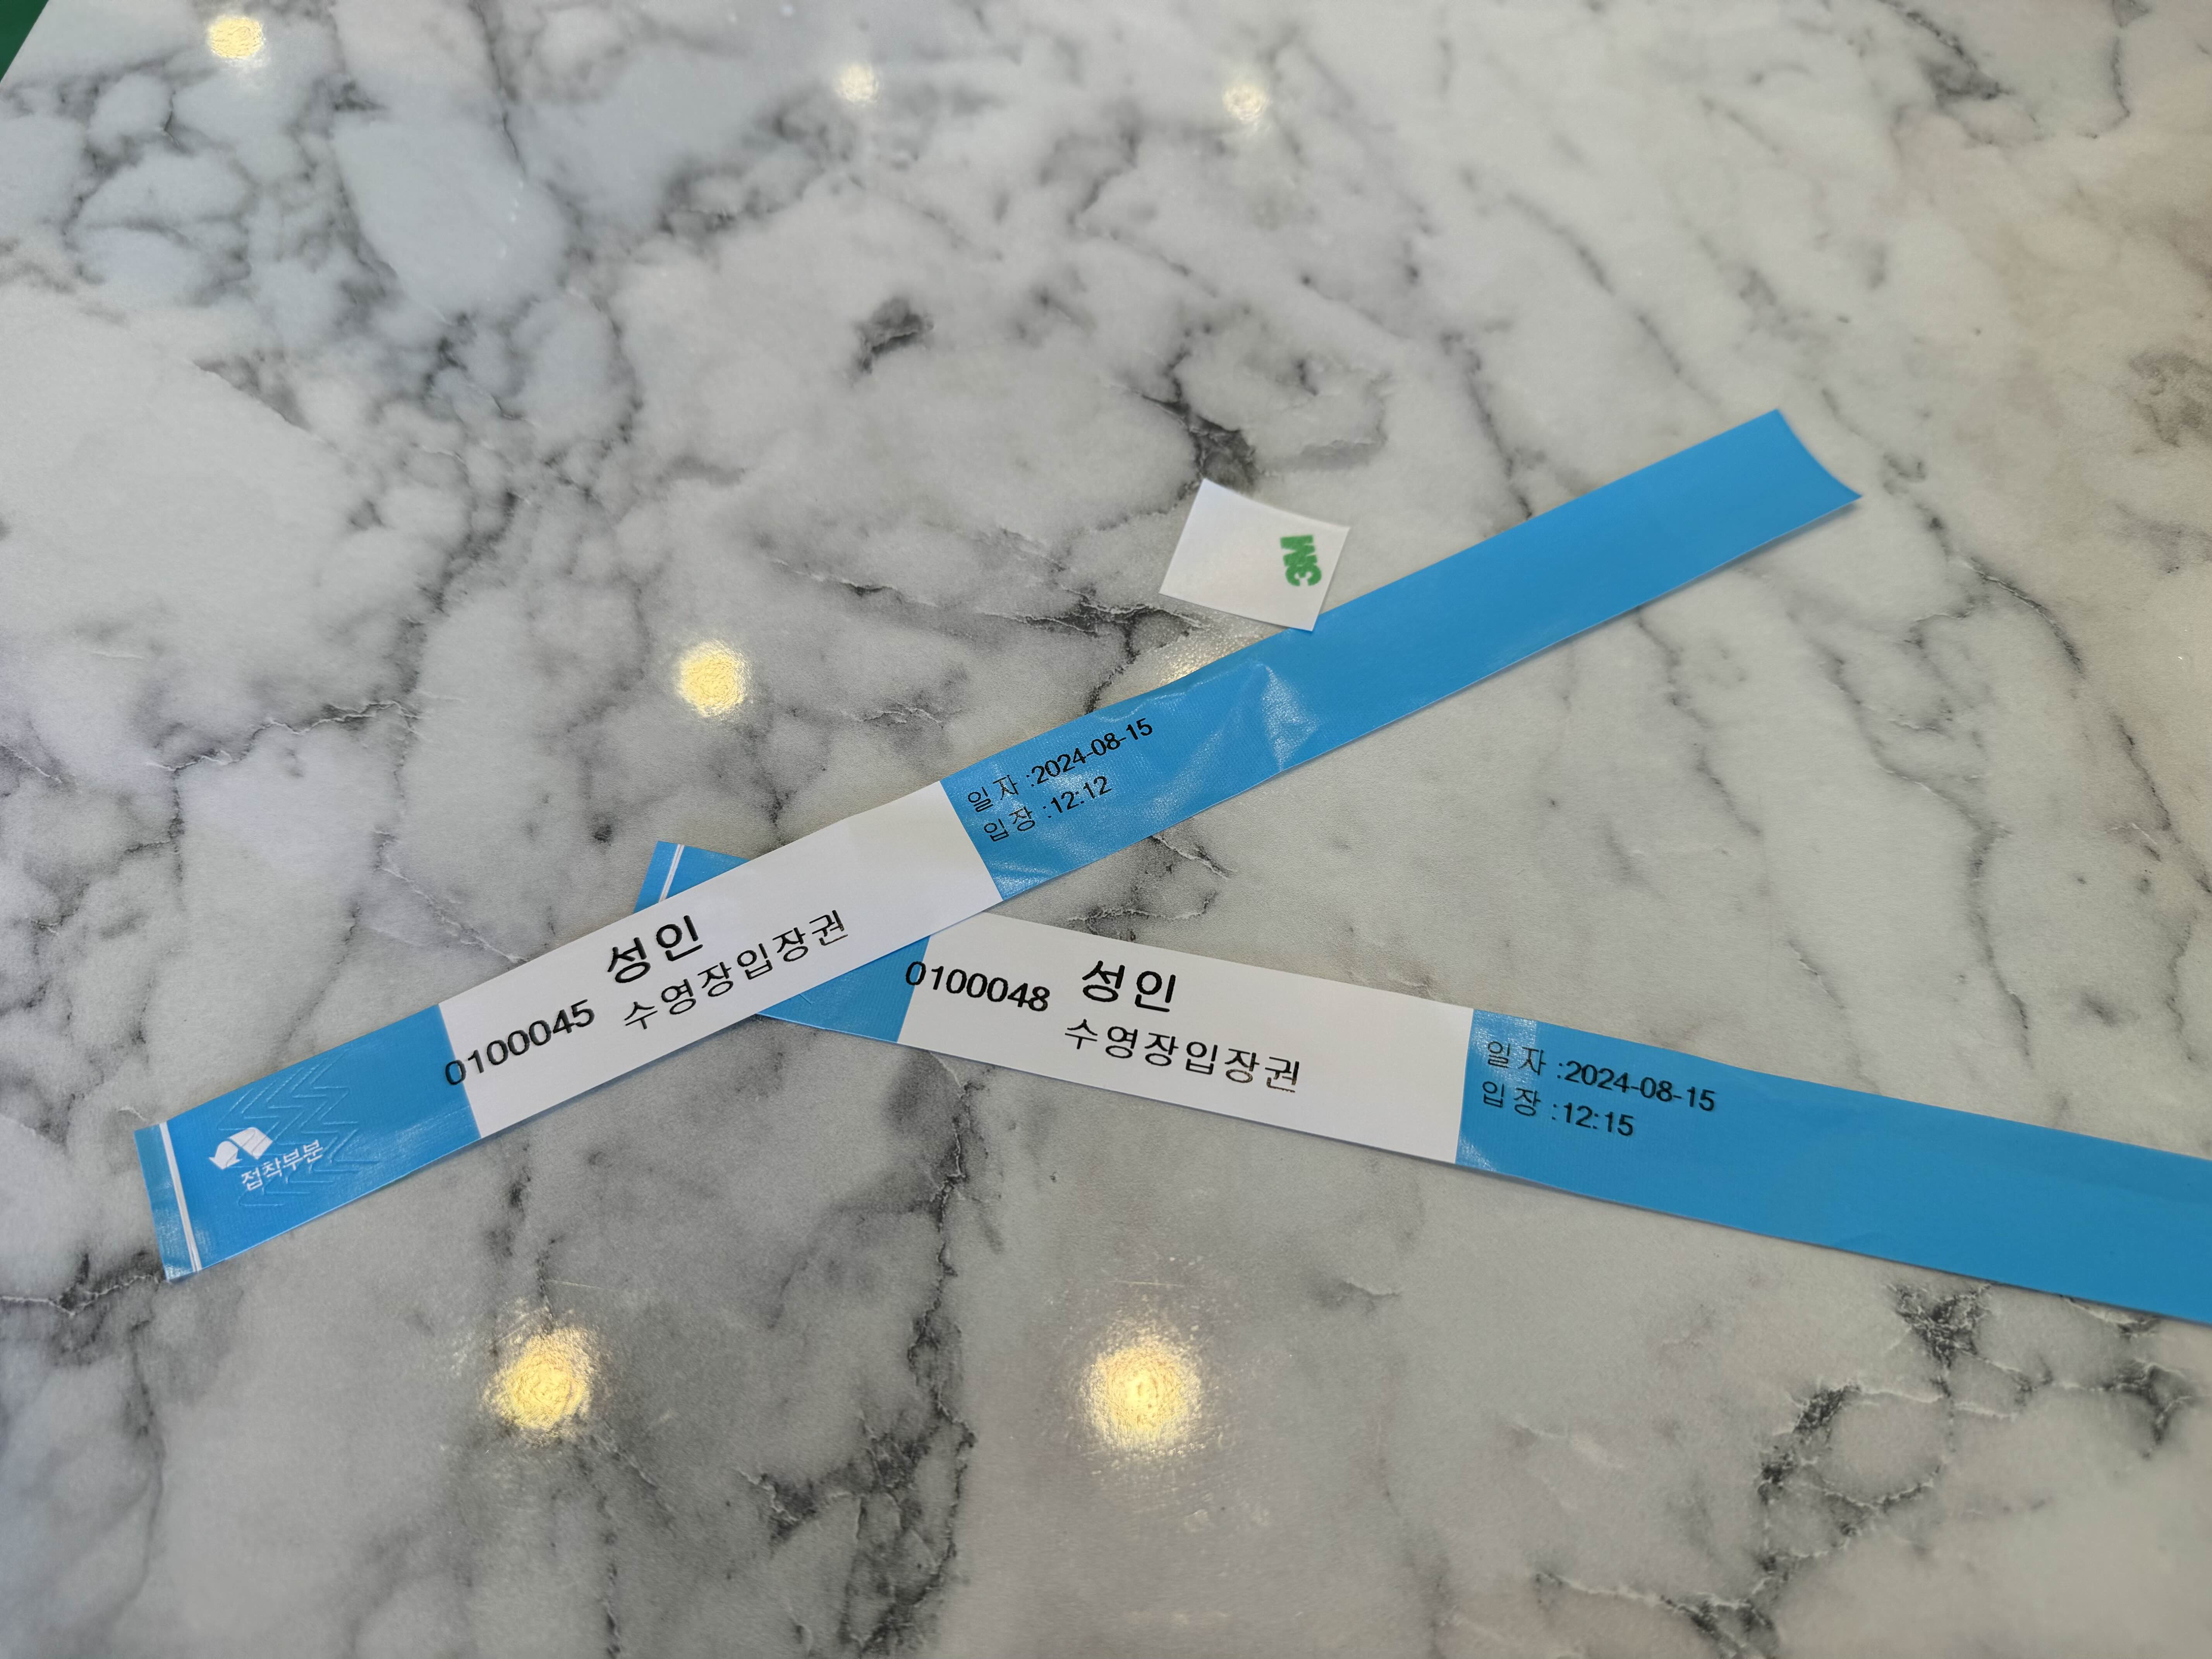 3M
일 자 :2024-08-15
입 장 :12:12
성인
0100045
수영장입장권
접착부분
성인
0100048
수영장입장권
일 자 :2024-08-15
입 장 :12:15